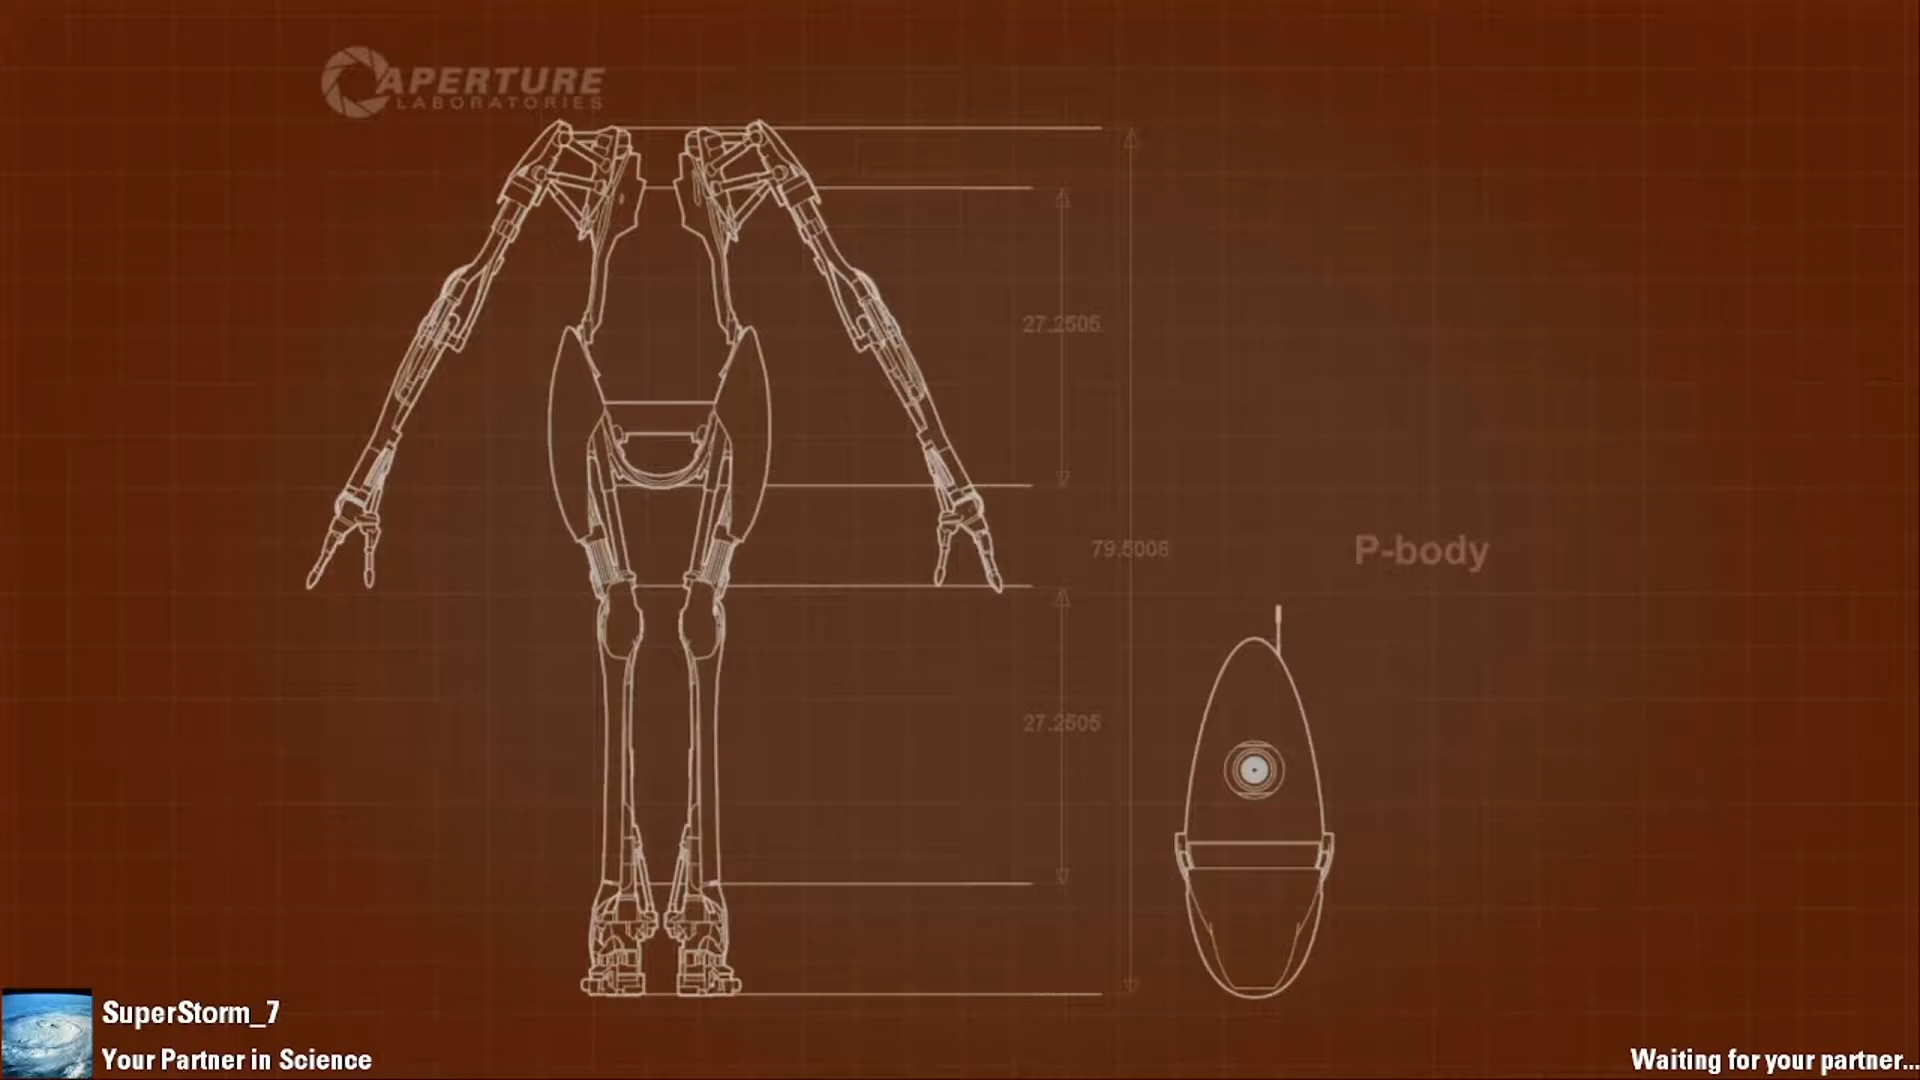 APERTURE
LABORATORIES
27.2505
79.5006
P-body
27.2505
SuperStorm_7
Your Partner in Science
Waiting for your partner...